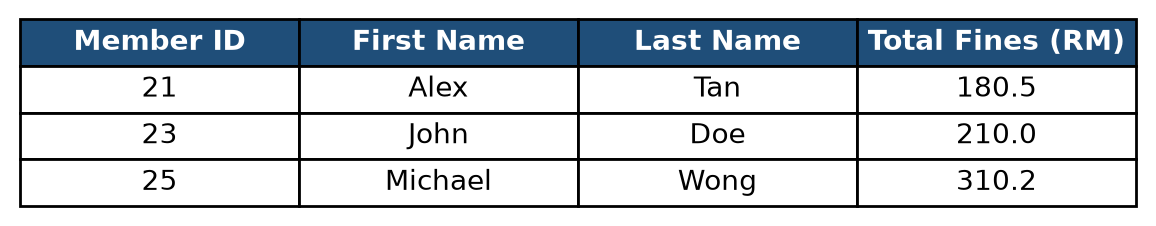 Member ID First Name Last Name Total Fines (RM)
21 Alex Tan 180.5
23 John Doe 210.0
25 Michael Wong 310.2